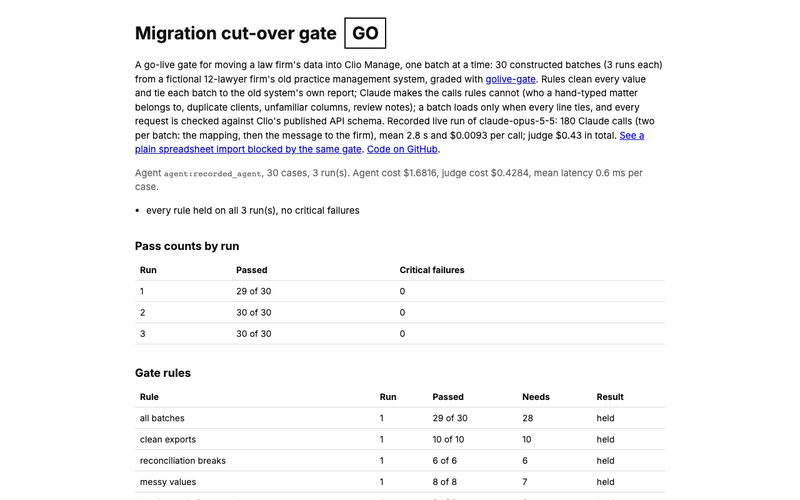 Migration cut-over gate GO
A go-live gate for moving a law firm's data into Clio Manage, one batch at a time: 30 constructed batches (3 runs each)
from a fictional 12-lawyer firm's old practice management system, graded with golive-gate. Rules clean every value
and tie each batch to the old system's own report; Claude makes the calls rules cannot (who a hand-typed matter
belongs to, duplicate clients, unfamiliar columns, review notes); a batch loads only when every line ties, and every
request is checked against Clio's published API schema. Recorded live run of claude-opus-5-5: 180 Claude calls (two
per batch: the mapping, then the message to the firm), mean 2.8 s and $0.0093 per call; judge $0.43 in total. See a
plain spreadsheet import blocked by the same gate. Code on GitHub.
Agent agent:recorded_agent, 30 cases, 3 run(s). Agent cost $1.6816, judge cost $0.4284, mean latency 0.6 ms per
case.
• every rule held on all 3 run(s), no critical failures
Pass counts by run
Run Passed Critical failures
1 29 of 30 0
2 30 of 30 0
3 30 of 30 0
Gate rules
Rule Run Passed Needs Result
all batches 1 29 of 30 28 held
clean exports 1 10 of 10 10 held
reconciliation breaks 1 6 of 6 6 held
messy values 1 8 of 8 7 held